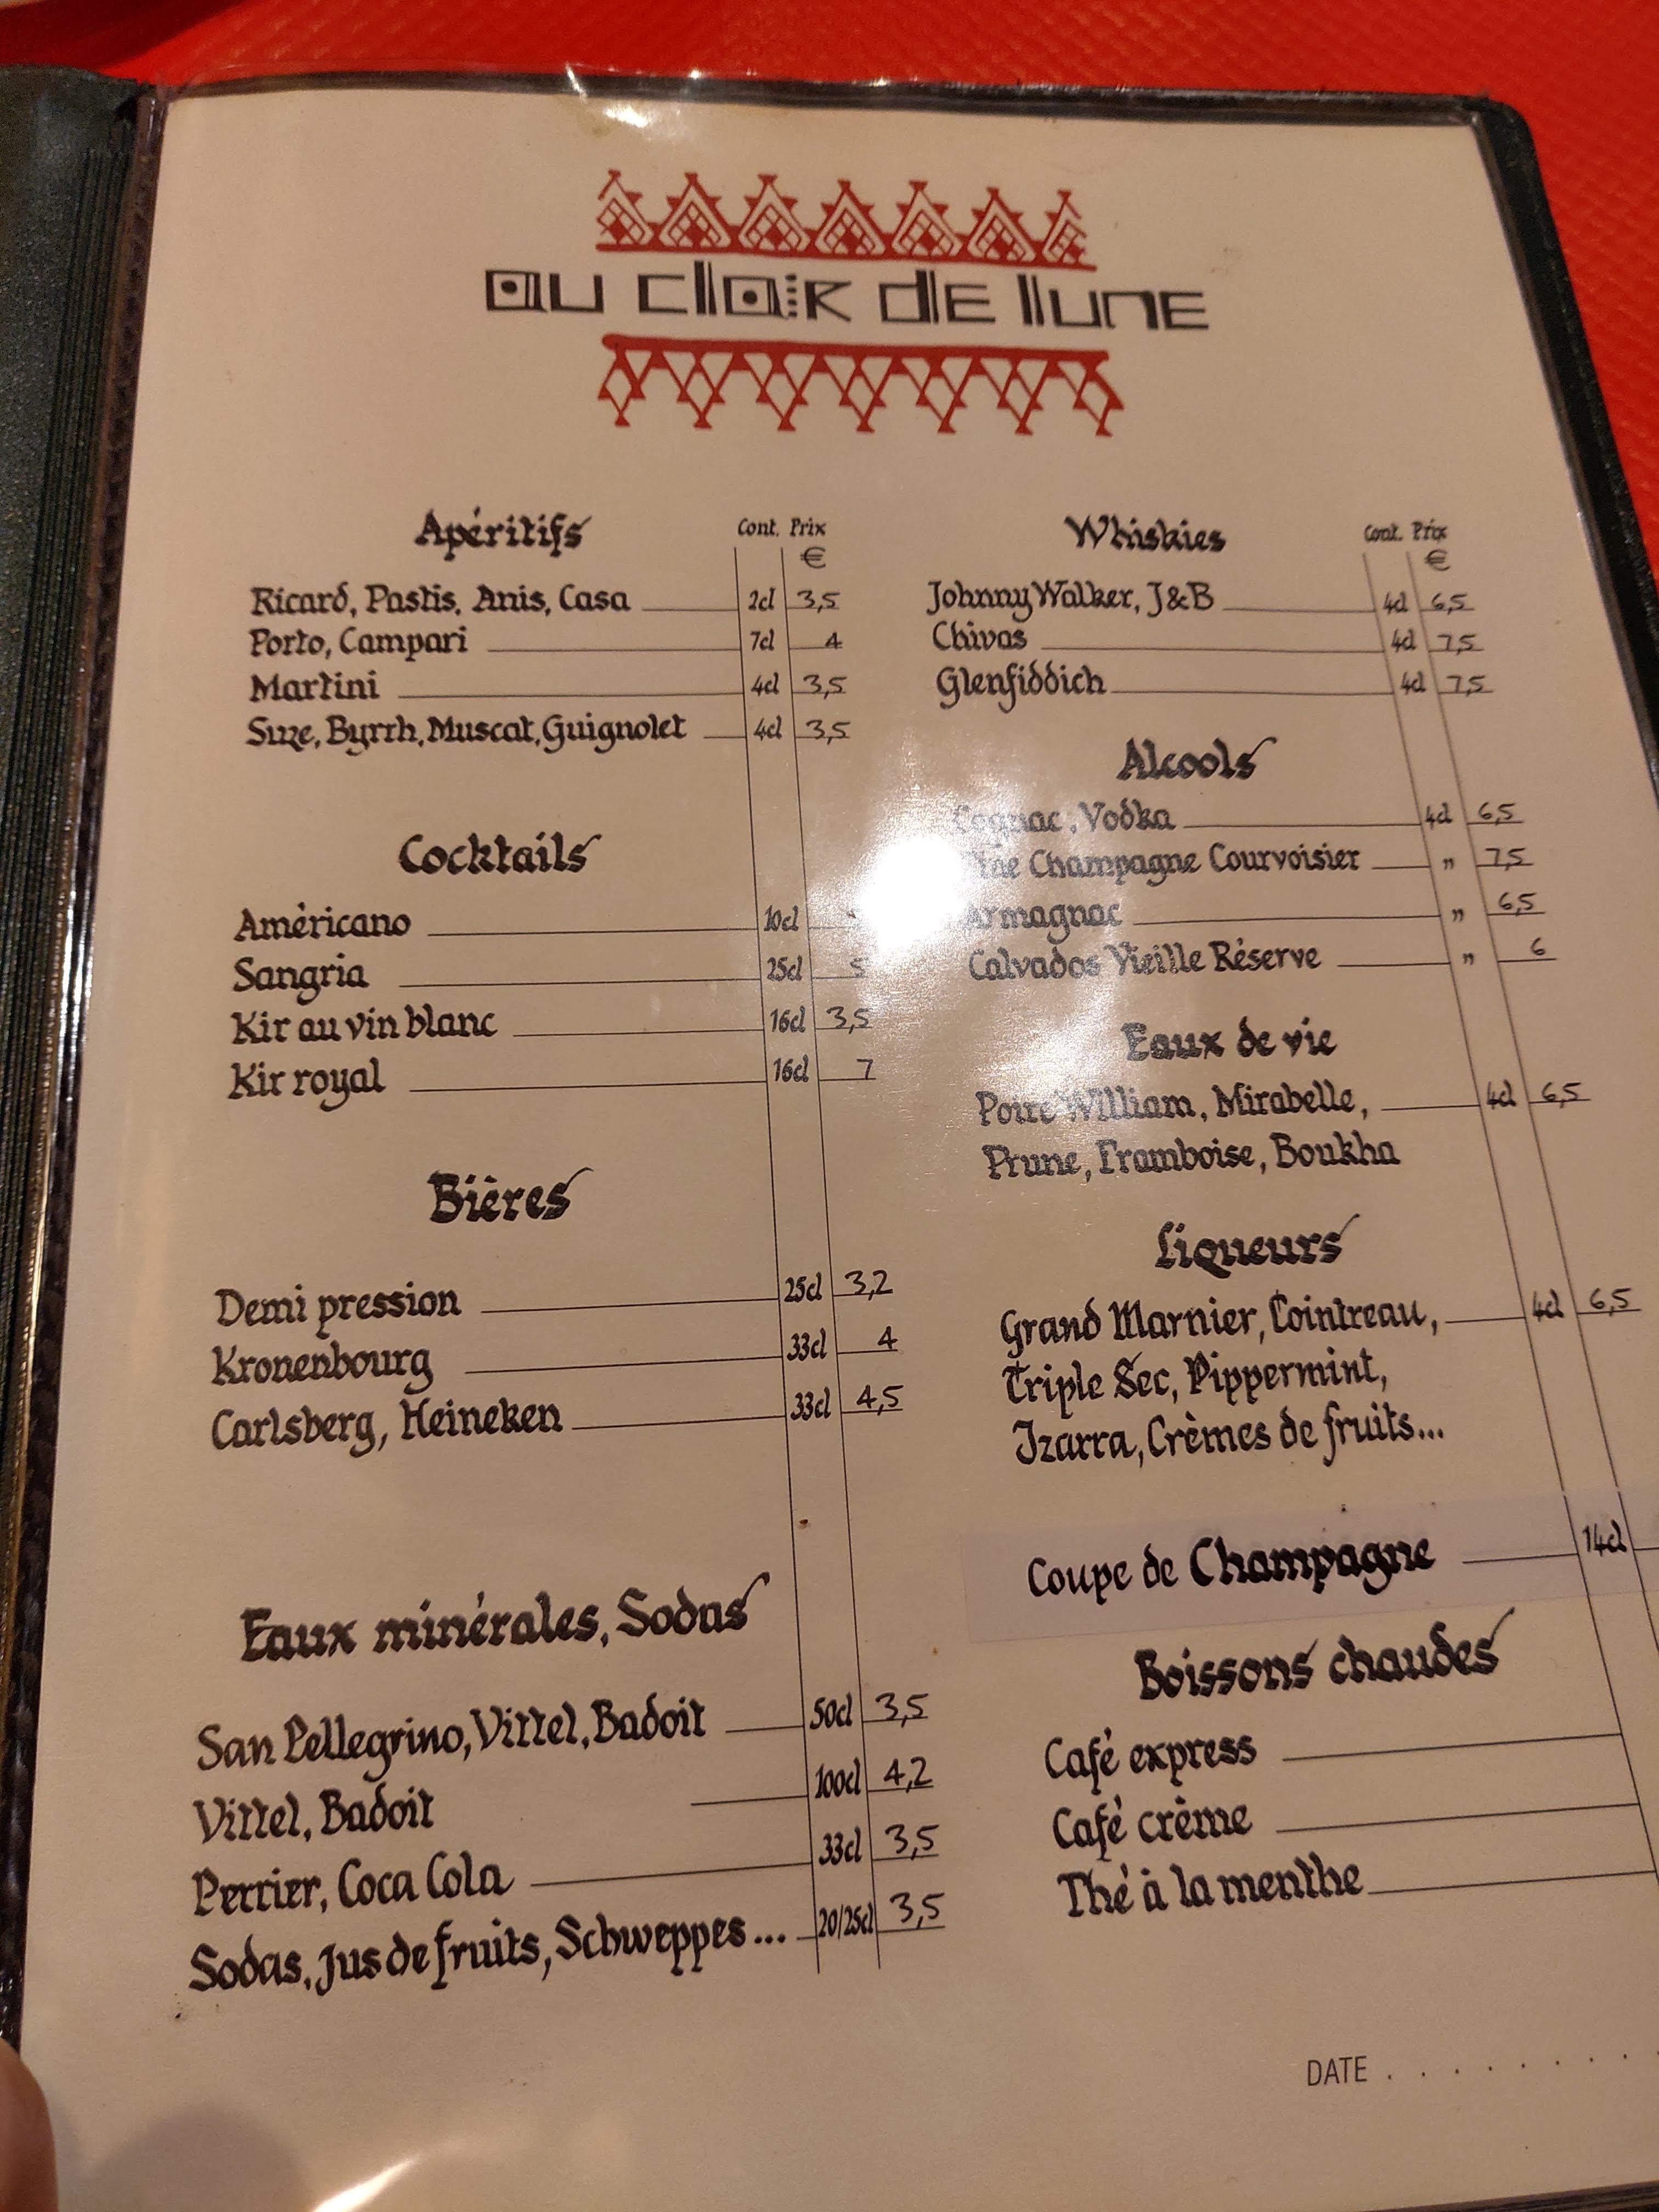 au clair de lune
Apéritifs Cont. Prix
€
Ricard, Pastis, Anis, Casa 2cl 3,5
Porto, Campari 7cl 4
Martini 4cl 3,5
Suze, Byrrh, Muscat, Guignolet 4cl 3,5
Cocktails
Américano 10cl
Sangria 25cl 5
Kir au vin blanc 16cl 3,5
Kir royal 16cl 7
Bières
Demi pression 25cl 3,2
Kronenbourg 33cl 4
Carlsberg, Heineken 33cl 4,5
Eaux minérales, Sodas
San Pellegrino, Vittel, Badoit 50cl 3,5
Vittel, Badoit 100cl 4,2
Perrier, Coca Cola 33cl 3,5
Sodas, Jus de fruits, Schweppes... 20/25cl 3,5
Whiskies Cont. Prix
€
Johnny Walker, J&B 4cl 6,5
Chivas 4cl 7,5
Glenfiddich 4cl 7,5
Alcools
Cognac, Vodka 4cl 6,5
Fine Champagne Courvoisier " 7,5
Armagnac " 6,5
Calvados Vieille Réserve " 6
Eaux de vie
Poire William, Mirabelle, 4cl 6,5
Prune, Framboise, Boukha
Liqueurs
Grand Marnier, Cointreau, 4cl 6,5
Triple Sec, Pippermint,
Izarra, Crèmes de fruits...
Coupe de Champagne 14cl
Boissons chaudes
Café express
Café crème
Thé à la menthe
DATE . . . . . . . . .